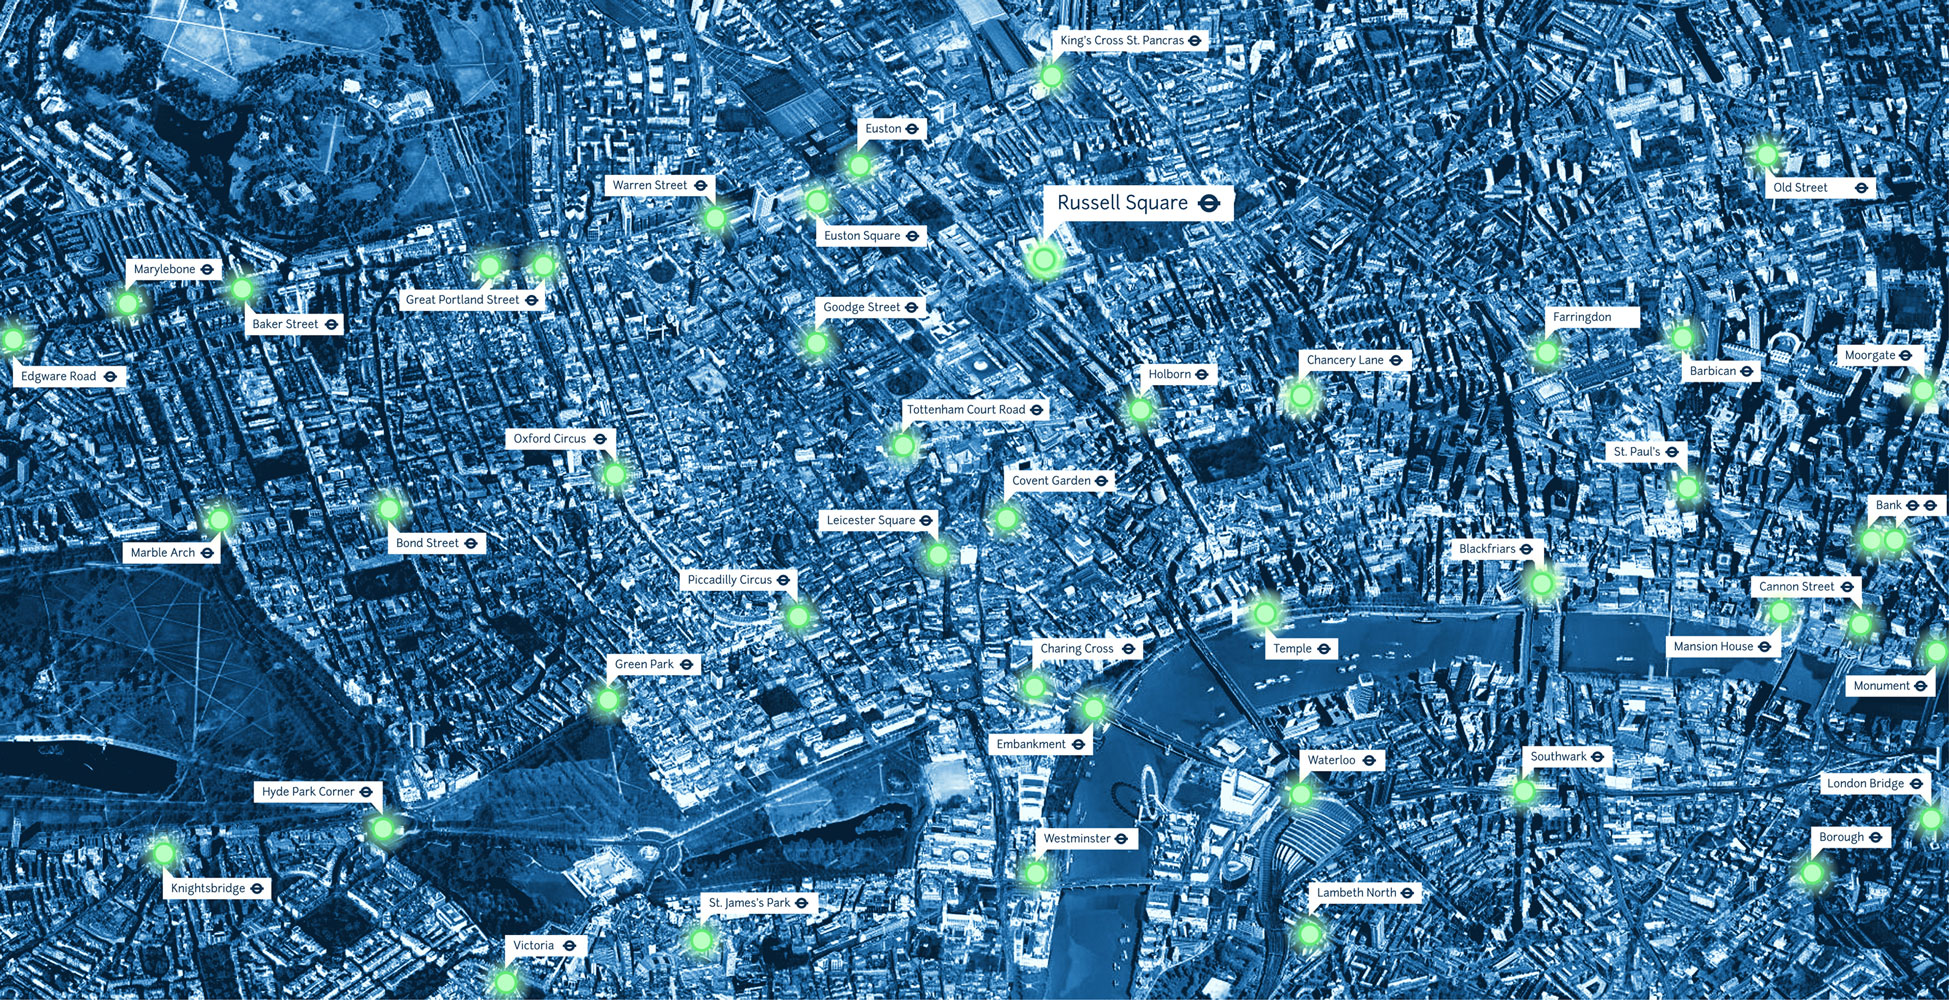 King's Cross St. Pancras
Euston
Warren Street
Old Street
Russell Square
Euston Square
Marylebone
Great Portland Street
Goodge Street
Farringdon
Baker Street
Moorgate
Chancery Lane
Barbican
Holborn
Edgware Road
Tottenham Court Road
Oxford Circus
St. Paul's
Covent Garden
Bank
Leicester Square
Bond Street
Blackfriars
Marble Arch
Piccadilly Circus
Cannon Street
Mansion House
Temple
Charing Cross
Green Park
Monument
Embankment
Southwark
Waterloo
London Bridge
Hyde Park Corner
Borough
Westminster
Knightsbridge
Lambeth North
St. James's Park
Victoria